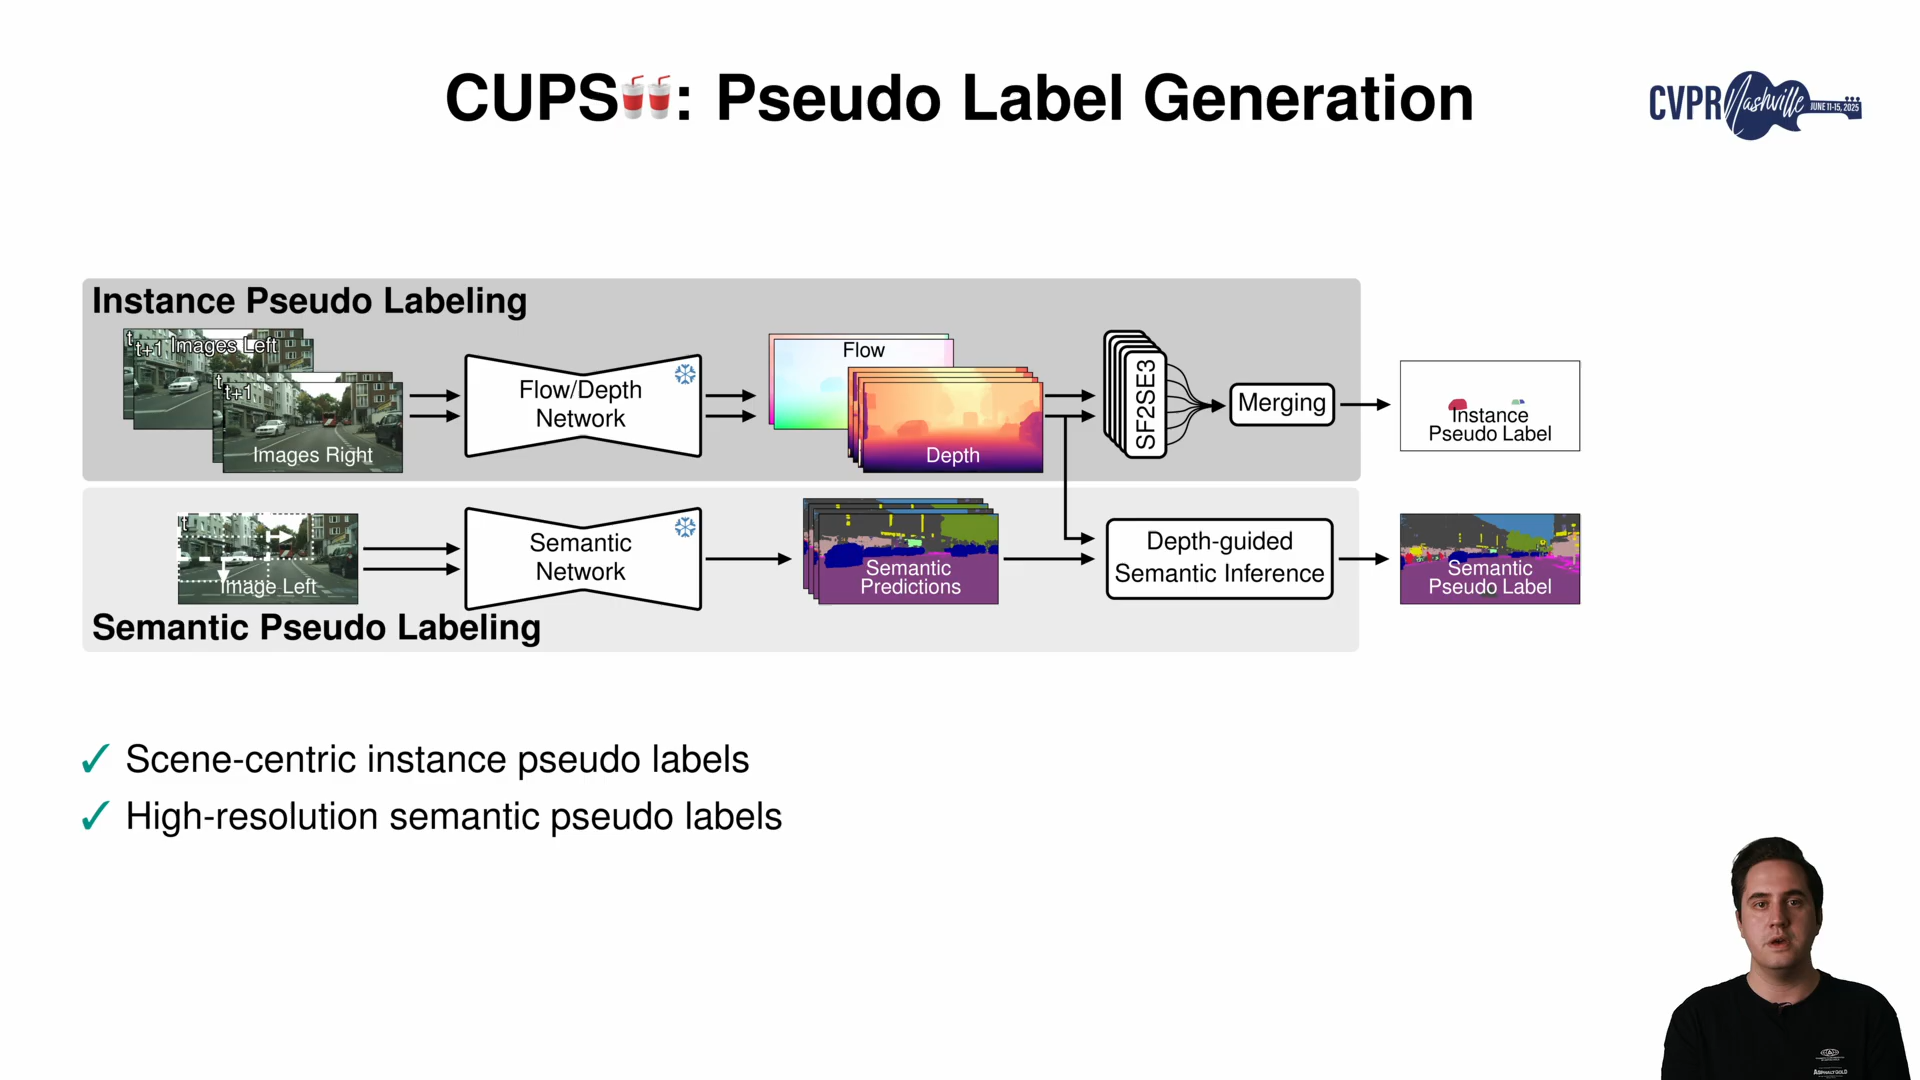 CUPS🥤🥤: Pseudo Label Generation
CVPR Nashville JUNE 11-15, 2025
Instance Pseudo Labeling
t
t+1 Images Left
t
t+1
Images Right
Flow/Depth
Network
Flow
Depth
SF2SE3
Merging
Instance
Pseudo Label
t
Image Left
Semantic
Network
Semantic
Predictions
Depth-guided
Semantic Inference
Semantic
Pseudo Label
Semantic Pseudo Labeling
✓ Scene-centric instance pseudo labels
✓ High-resolution semantic pseudo labels
ASPHALTGOLD